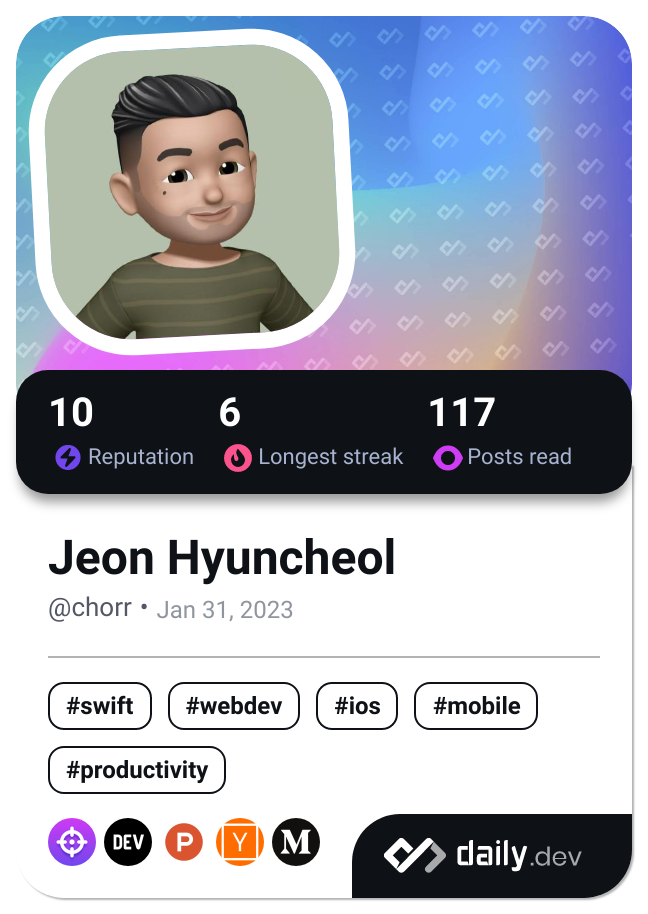 10 6 117
Reputation Longest streak Posts read
Jeon Hyuncheol
@chorr • Jan 31, 2023
#swift #webdev #ios #mobile
#productivity
DEV P Y M daily.dev